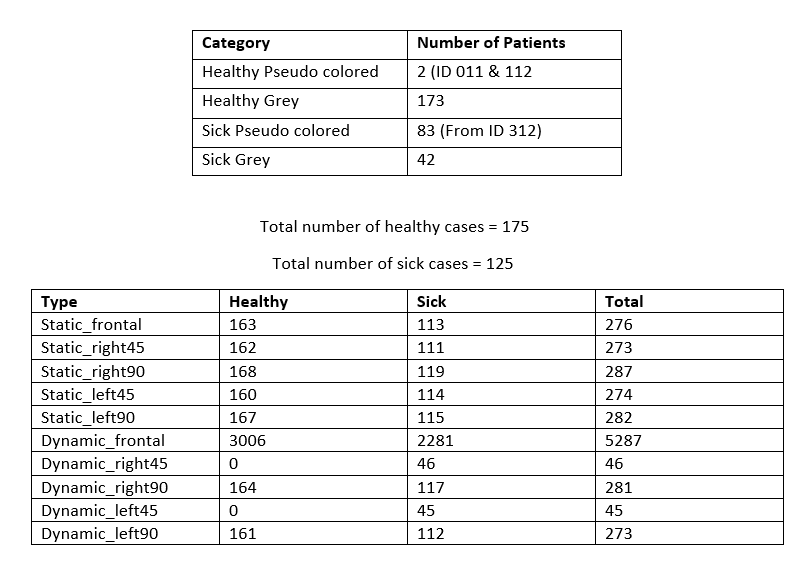 Category Number of Patients
Healthy Pseudo colored 2 (ID 011 & 112
Healthy Grey 173
Sick Pseudo colored 83 (From ID 312)
Sick Grey 42
Total number of healthy cases = 175
Total number of sick cases = 125
Type Healthy Sick Total
Static_frontal 163 113 276
Static_right45 162 111 273
Static_right90 168 119 287
Static_left45 160 114 274
Static_left90 167 115 282
Dynamic_frontal 3006 2281 5287
Dynamic_right45 0 46 46
Dynamic_right90 164 117 281
Dynamic_left45 0 45 45
Dynamic_left90 161 112 273